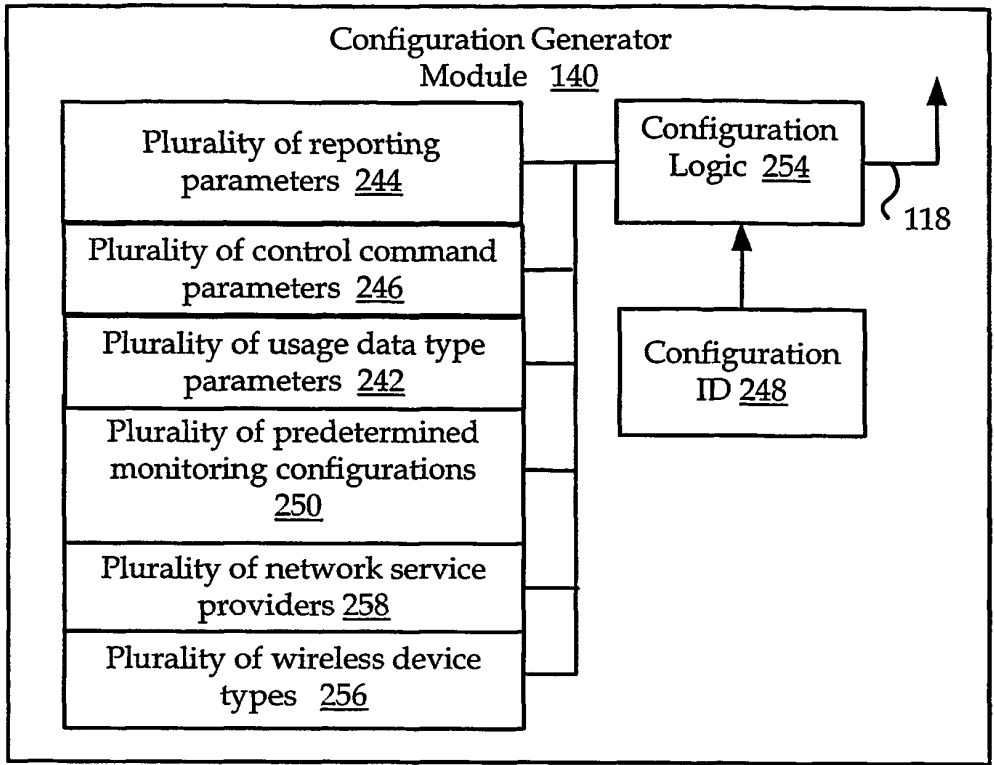 Configuration Generator
Module 140
Plurality of reporting
parameters 244
Plurality of control command
parameters 246
Plurality of usage data type
parameters 242
Plurality of predetermined
monitoring configurations
250
Plurality of network service
providers 258
Plurality of wireless device
types 256
Configuration
Logic 254
118
Configuration
ID 248